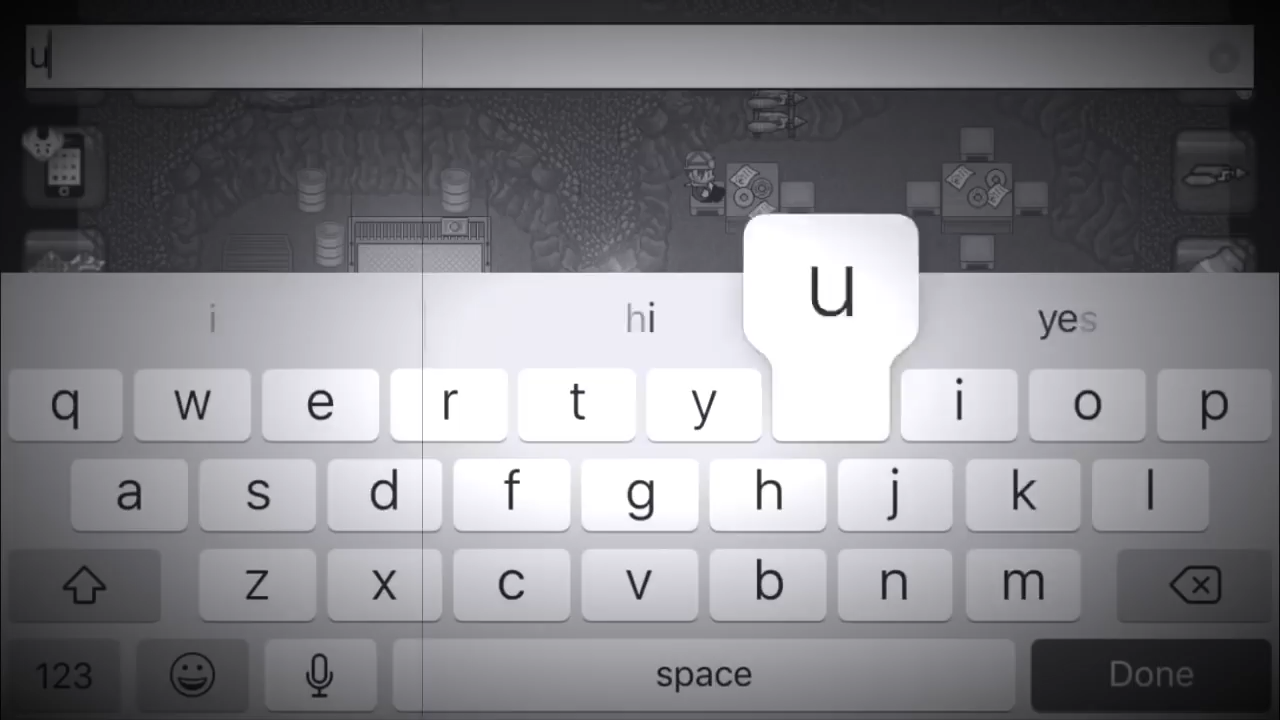 u
i hi yes
u
q w e r t y i o p
a s d f g h j k l
z x c v b n m
123 space Done